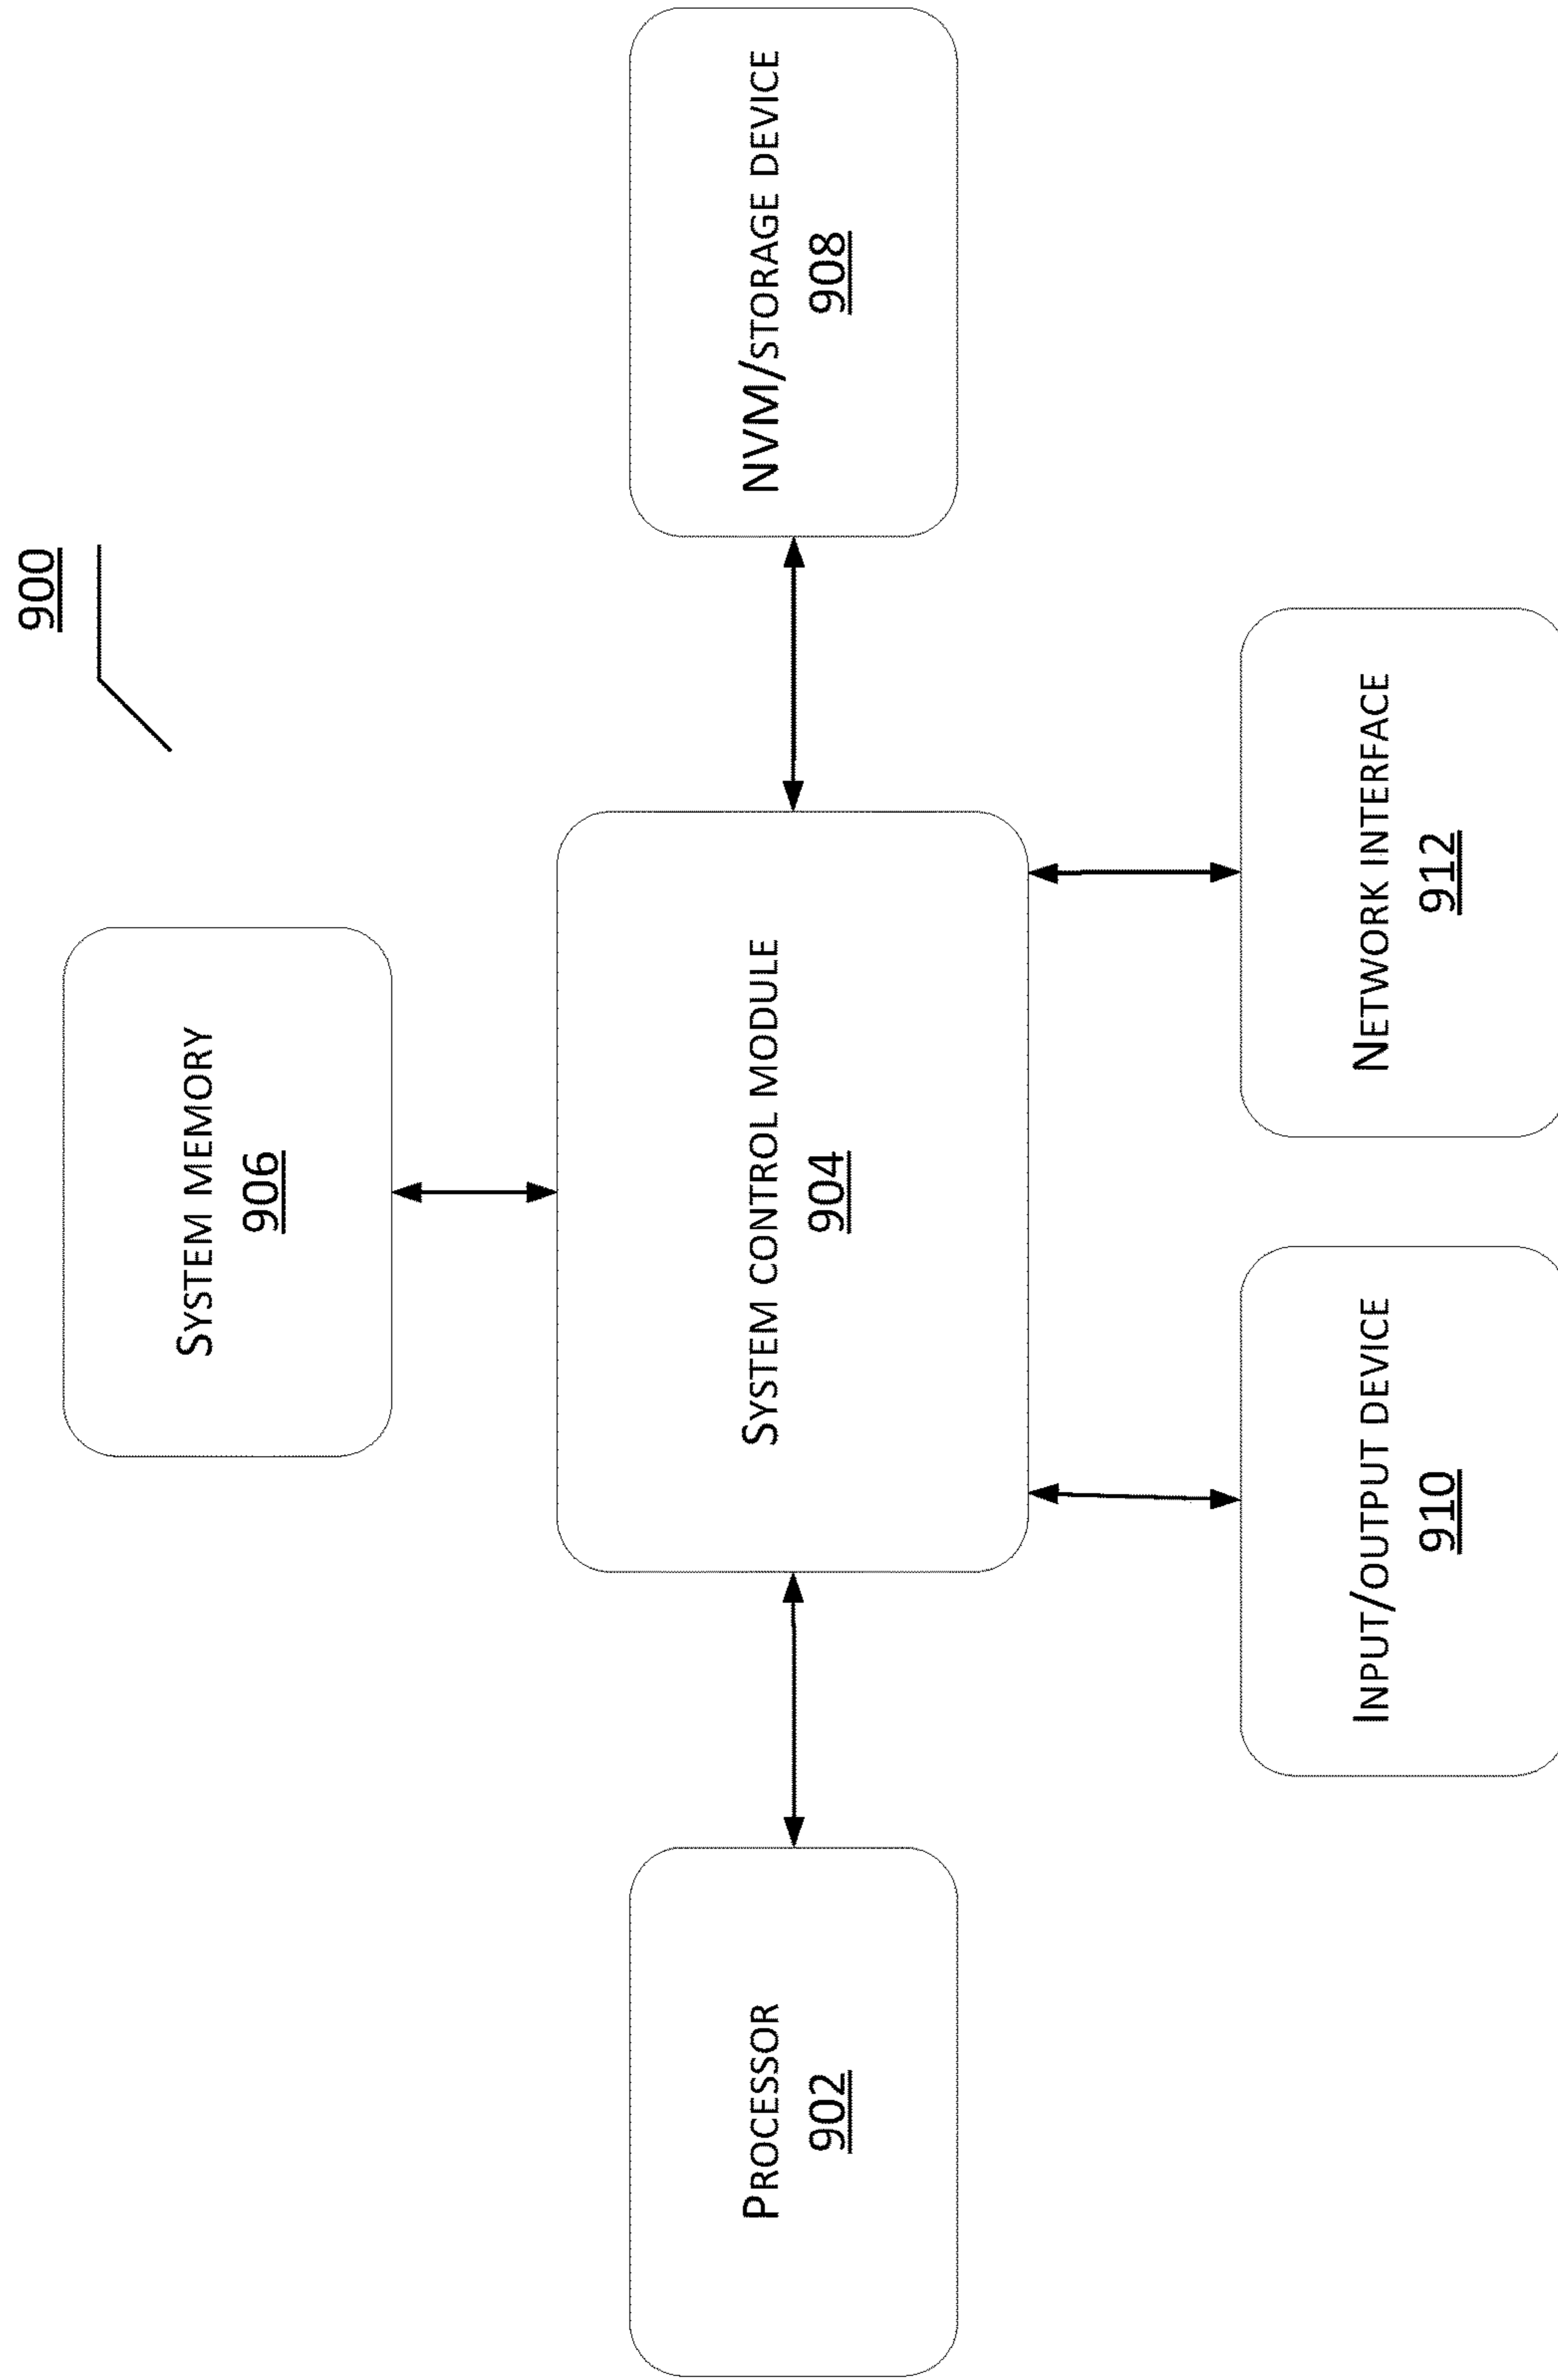 900
SYSTEM MEMORY
906
PROCESSOR
902
SYSTEM CONTROL MODULE
904
NVM/STORAGE DEVICE
908
INPUT/OUTPUT DEVICE
910
NETWORK INTERFACE
912